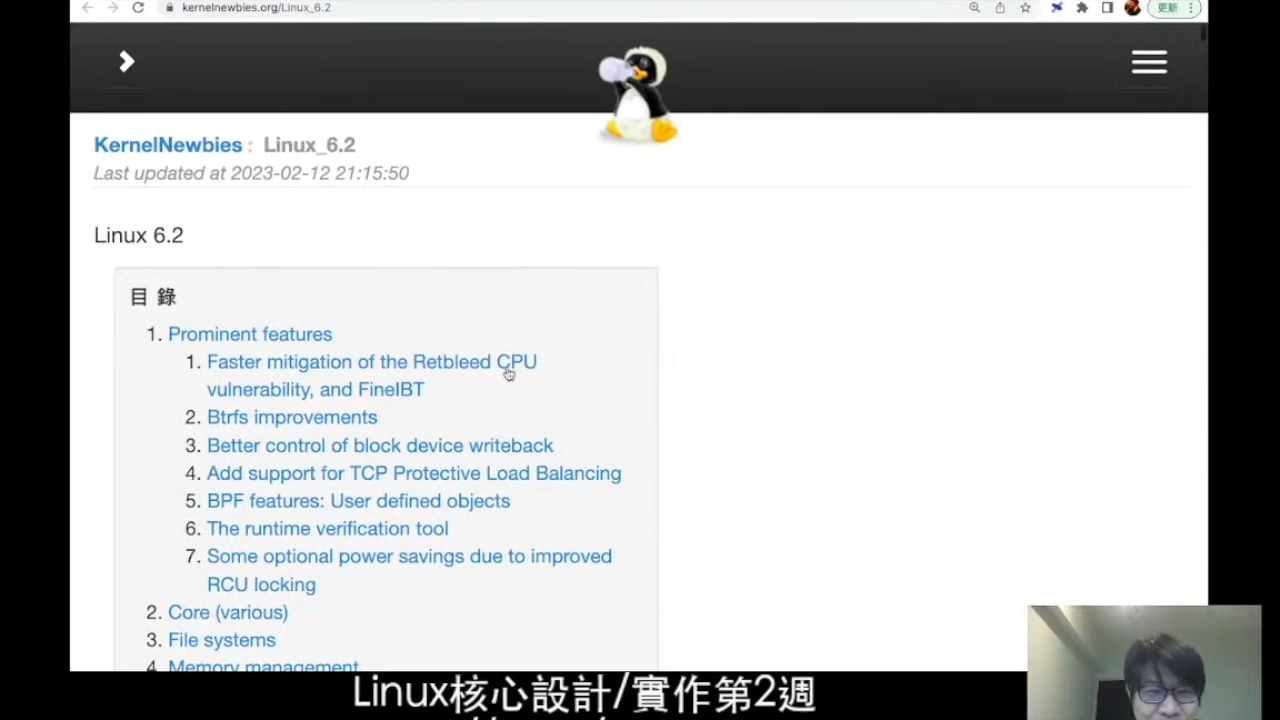 kernelnewbies.org/Linux_6.2
更新
KernelNewbies : Linux_6.2
Last updated at 2023-02-12 21:15:50
Linux 6.2
目錄
1. Prominent features
1. Faster mitigation of the Retbleed CPU
vulnerability, and FineIBT
2. Btrfs improvements
3. Better control of block device writeback
4. Add support for TCP Protective Load Balancing
5. BPF features: User defined objects
6. The runtime verification tool
7. Some optional power savings due to improved
RCU locking
2. Core (various)
3. File systems
4. Memory management
Linux核心設計/實作第2週